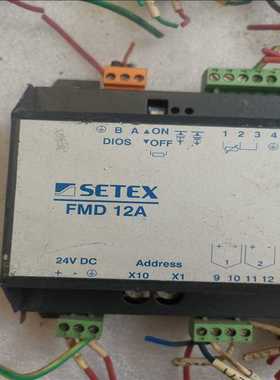 ⏚ B A ▲ON
DIOS ▼OFF
1 2 3 4
SETEX
FMD 12A
24V DC
+ - ⏚
Address
X10 X1
+ - + -
1 2
9 10 11 12